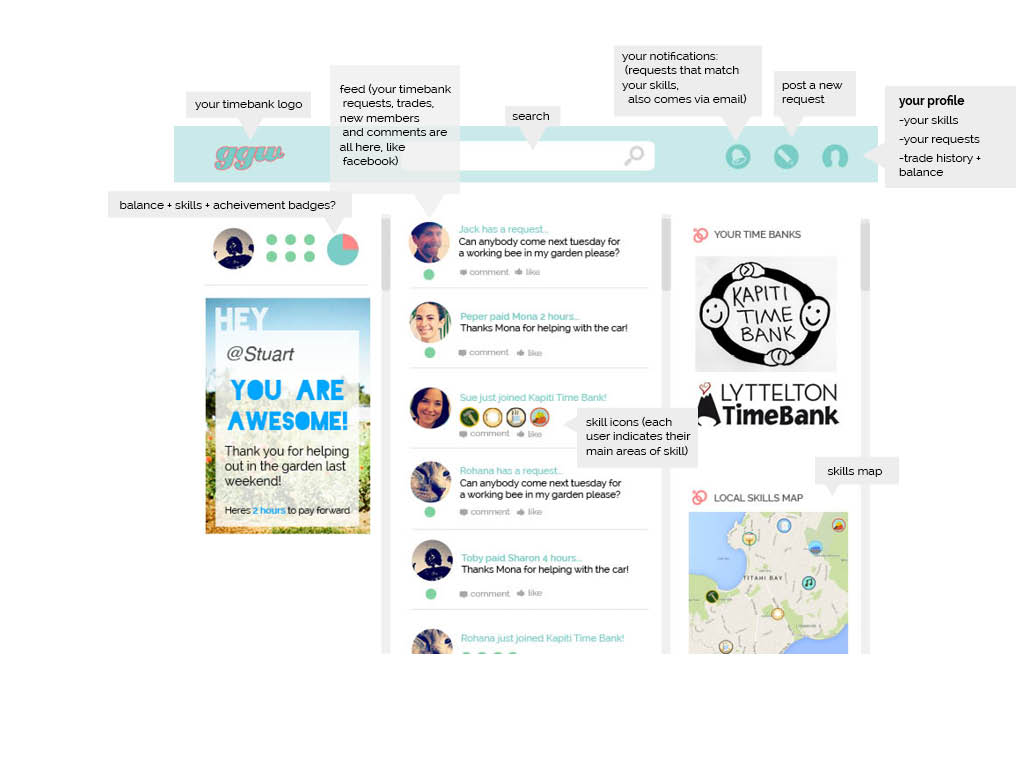 your notifications:
(requests that match
your skills,
also comes via email)
post a new
request
your timebank logo
feed (your timebank
requests, trades,
new members
and comments are
all here, like
facebook)
search
your profile
-your skills
-your requests
-trade history +
balance
ggw
balance + skills + acheivement badges?
HEY
@Stuart
YOU ARE
AWESOME!
Thank you for helping
out in the garden last
weekend!
Heres 2 hours to pay forward
Jack has a request...
Can anybody come next tuesday for
a working bee in my garden please?
comment like
Peper paid Mona 2 hours...
Thanks Mona for helping with the car!
comment like
Sue just joined Kapiti Time Bank!
comment like
skill icons (each
user indicates their
main areas of skill)
Rohana has a request...
Can anybody come next tuesday for
a working bee in my garden please?
comment like
Toby paid Sharon 4 hours...
Thanks Mona for helping with the car!
comment like
Rohana just joined Kapiti Time Bank!
YOUR TIME BANKS
KAPITI
TIME
BANK
LYTTELTON
TimeBank
skills map
LOCAL SKILLS MAP
TITAHI BAY